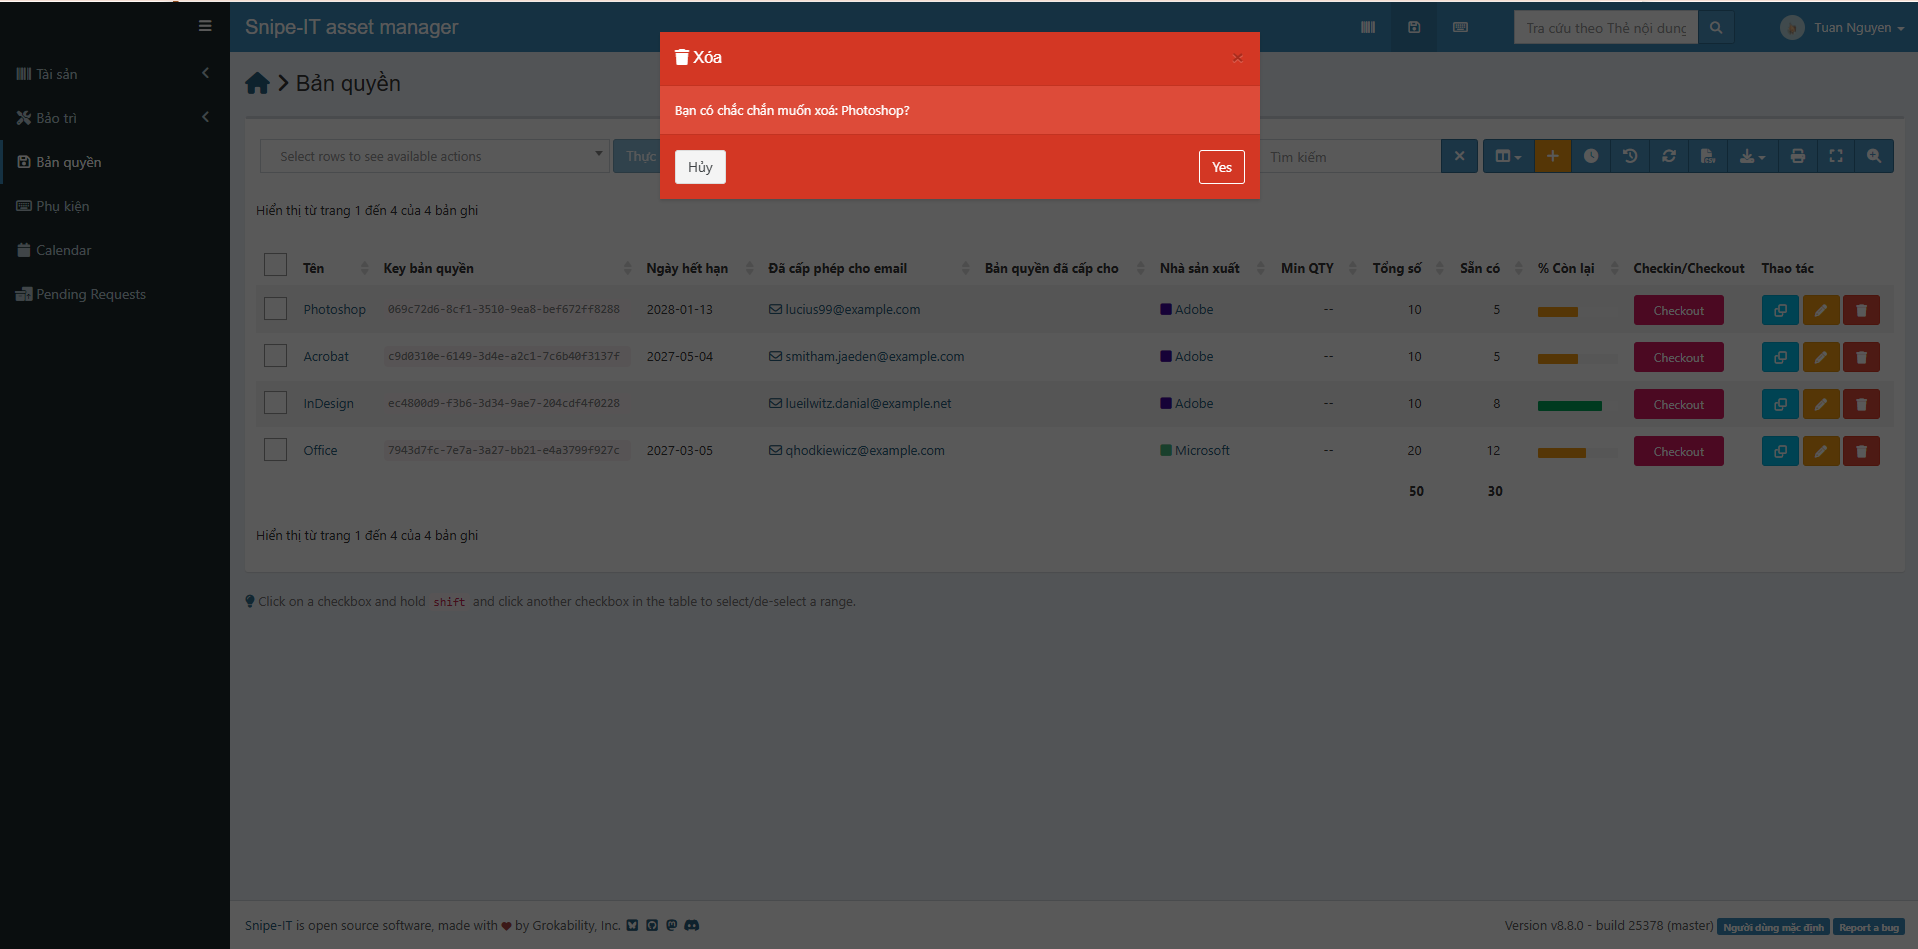 Snipe-IT asset manager
Tra cứu theo Thẻ nội dung
Tuan Nguyen
Tài sản
Bảo trì
Bản quyền
Phụ kiện
Calendar
Pending Requests
Bản quyền
Xóa
×
Bạn có chắc chắn muốn xoá: Photoshop?
Hủy
Yes
Select rows to see available actions
Thực
Tìm kiếm
Hiển thị từ trang 1 đến 4 của 4 bản ghi
Tên Key bản quyền Ngày hết hạn Đã cấp phép cho email Bản quyền đã cấp cho Nhà sản xuất Min QTY Tổng số Sẵn có % Còn lại Checkin/Checkout Thao tác
Photoshop 069c72d6-8cf1-3510-9ea8-bef672ff8288 2028-01-13 lucius99@example.com Adobe -- 10 5 Checkout
Acrobat c9d0310e-6149-3d4e-a2c1-7c6b40f3137f 2027-05-04 smitham.jaeden@example.com Adobe -- 10 5 Checkout
InDesign ec4800d9-f3b6-3d34-9ae7-204cdf4f0228 lueilwitz.danial@example.net Adobe -- 10 8 Checkout
Office 7943d7fc-7e7a-3a27-bb21-e4a3799f927c 2027-03-05 qhodkiewicz@example.com Microsoft -- 20 12 Checkout
50 30
Hiển thị từ trang 1 đến 4 của 4 bản ghi
Click on a checkbox and hold shift and click another checkbox in the table to select/de-select a range.
Snipe-IT is open source software, made with ❤ by Grokability, Inc.
Version v8.8.0 - build 25378 (master) Người dùng mặc định Report a bug